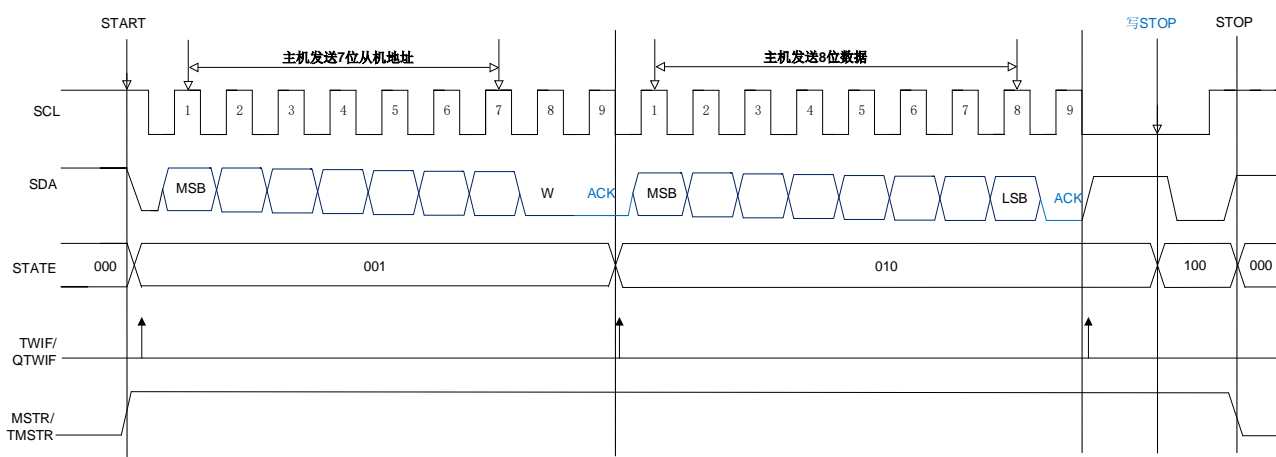 START
写STOP
STOP
主机发送7位从机地址
主机发送8位数据
SCL
1 2 3 4 5 6 7 8 9 1 2 3 4 5 6 7 8 9
SDA
MSB W ACK MSB LSB ACK
STATE
000 001 010 100 000
TWIF/
QTWIF
MSTR/
TMSTR